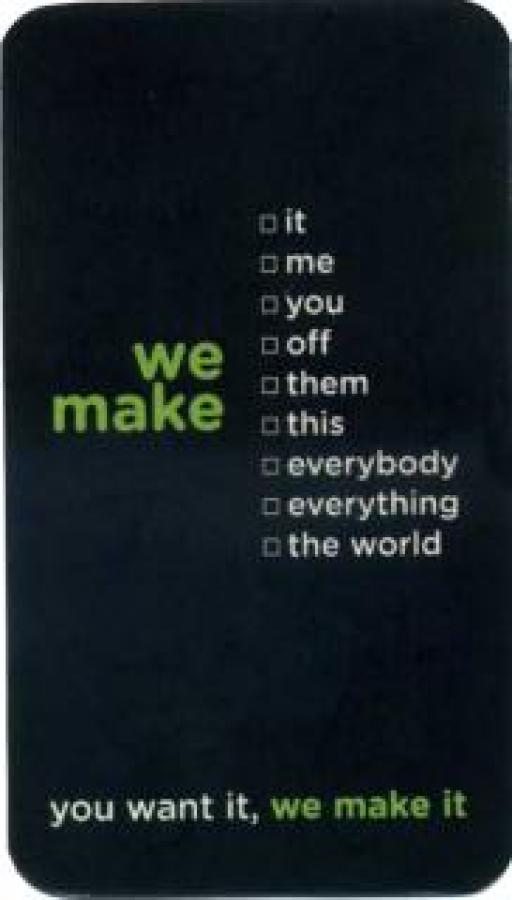 we
make
it
me
you
off
them
this
everybody
everything
the world
you want it, we make it